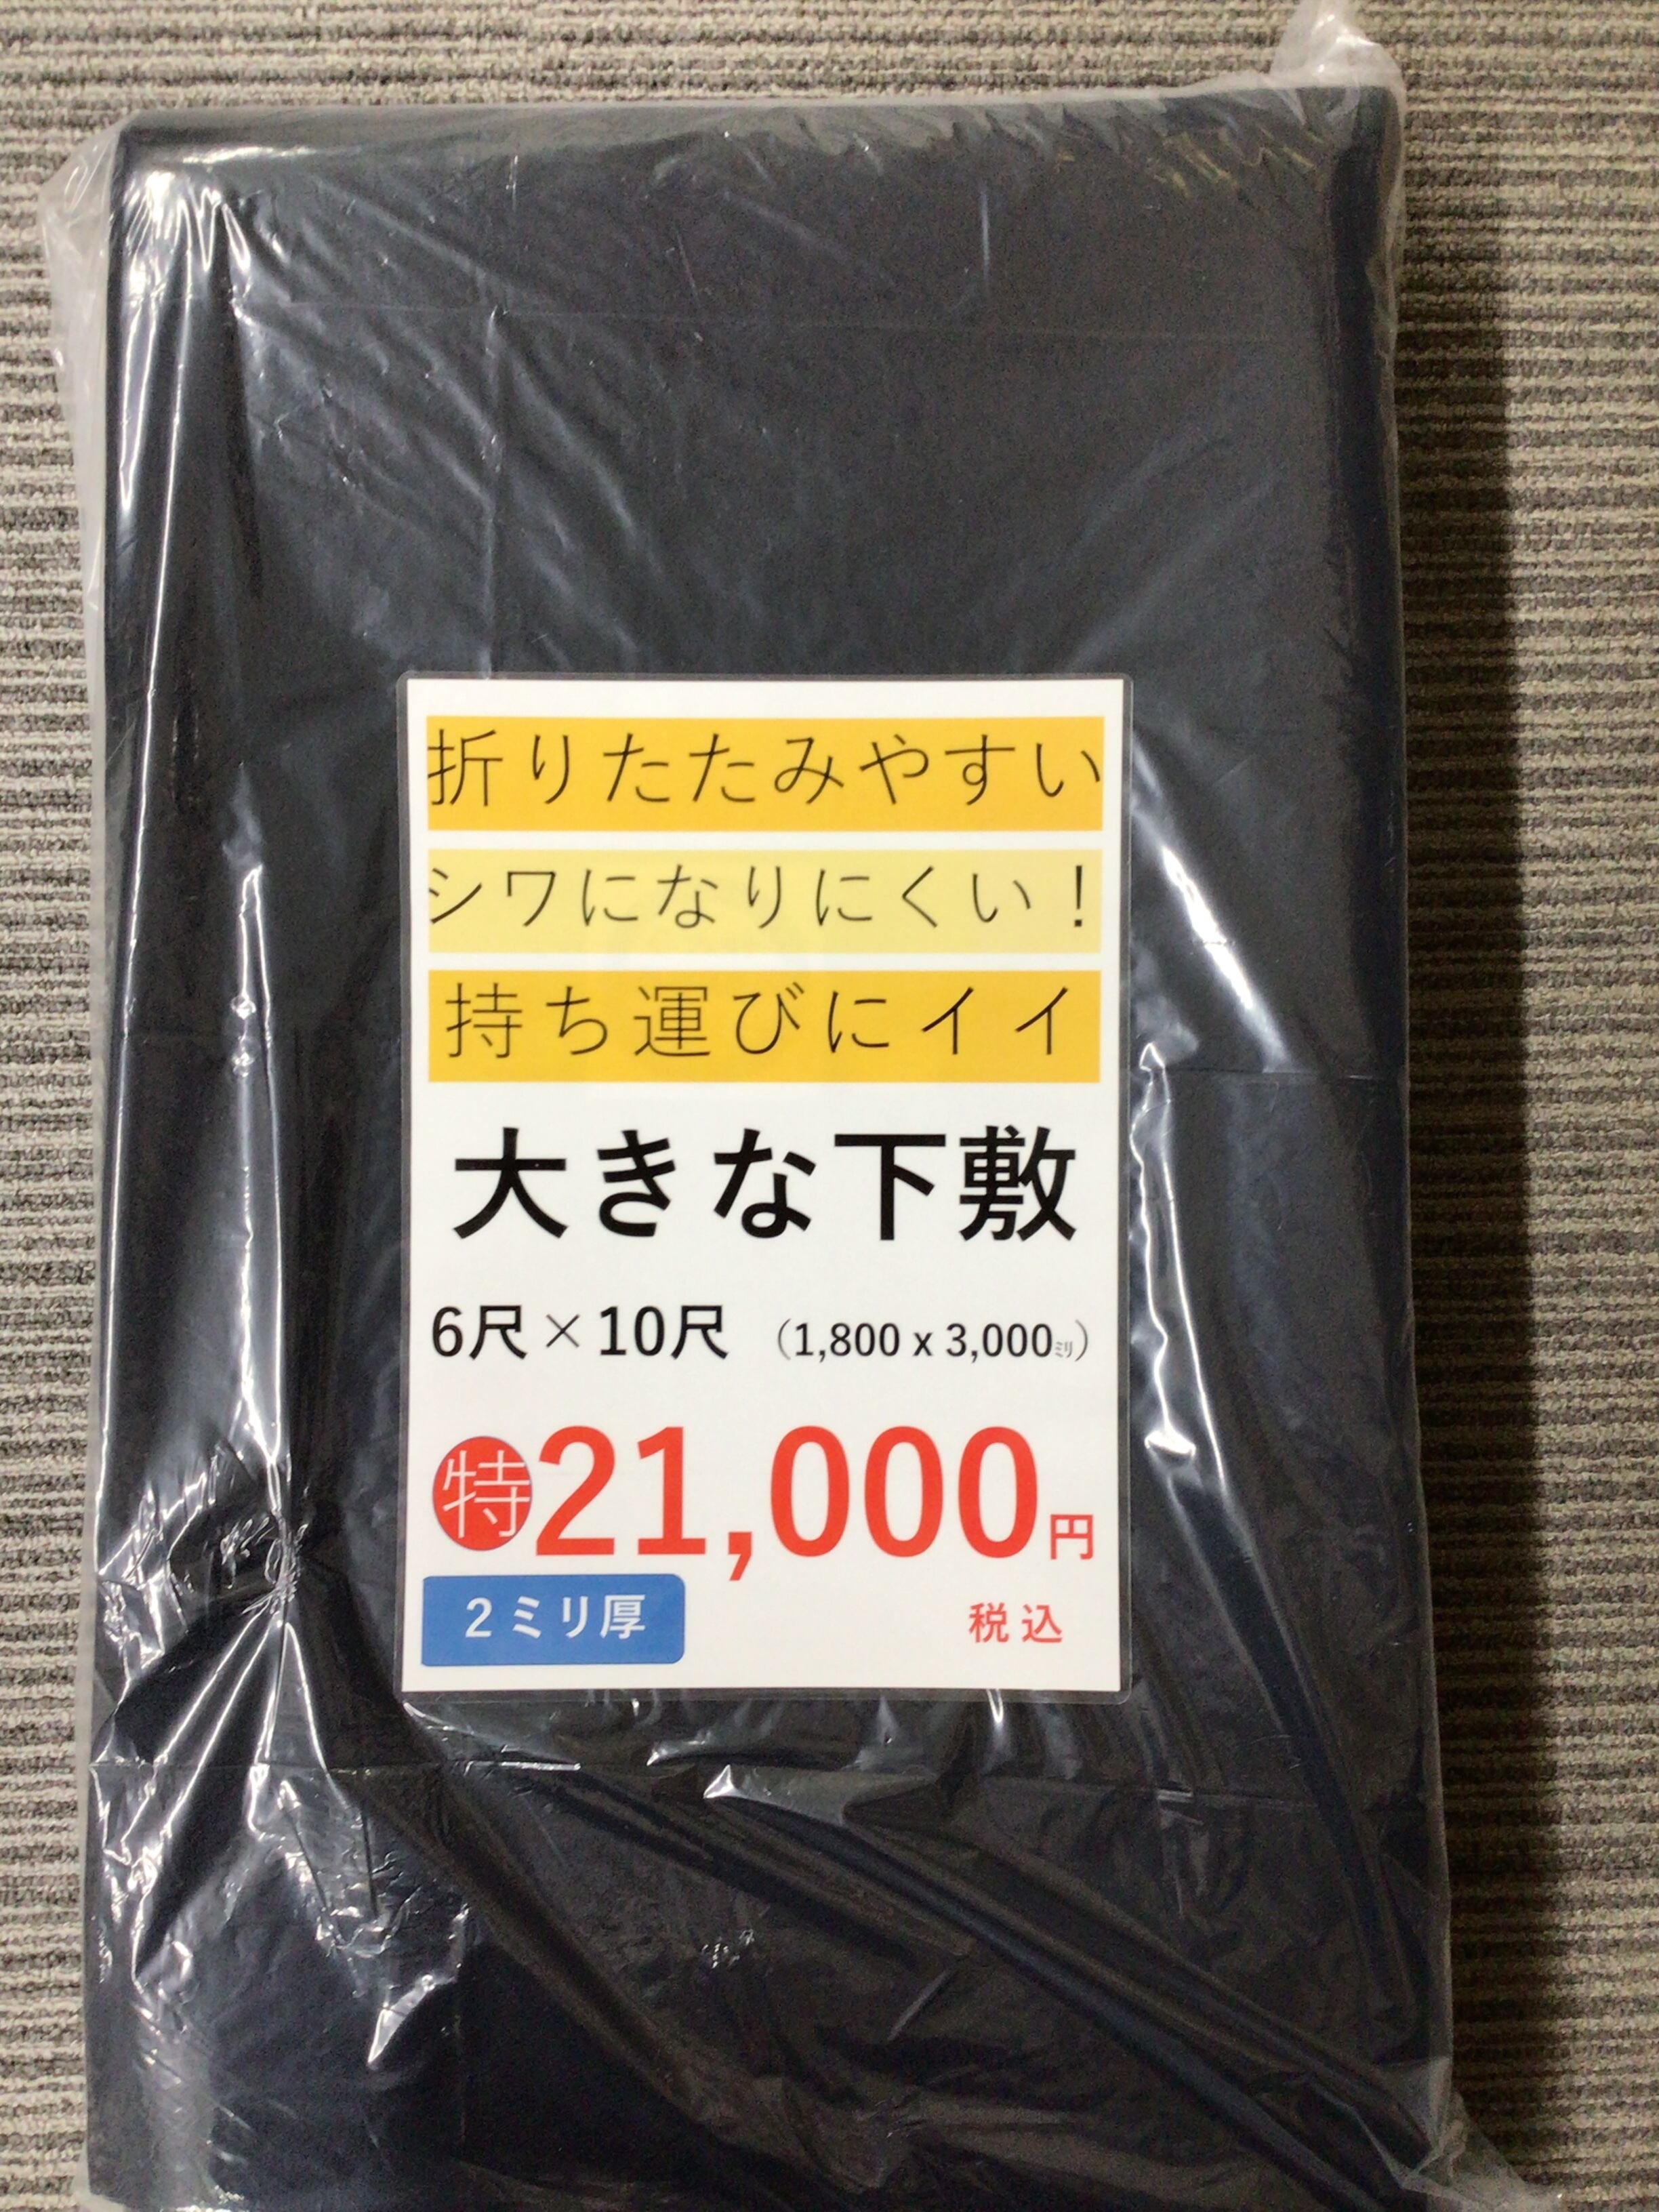 折りたたみやすい
シワになりにくい！
持ち運びにイイ
大きな下敷
6尺×10尺 （1,800 x 3,000㍉）
特21,000円
2ミリ厚 税込